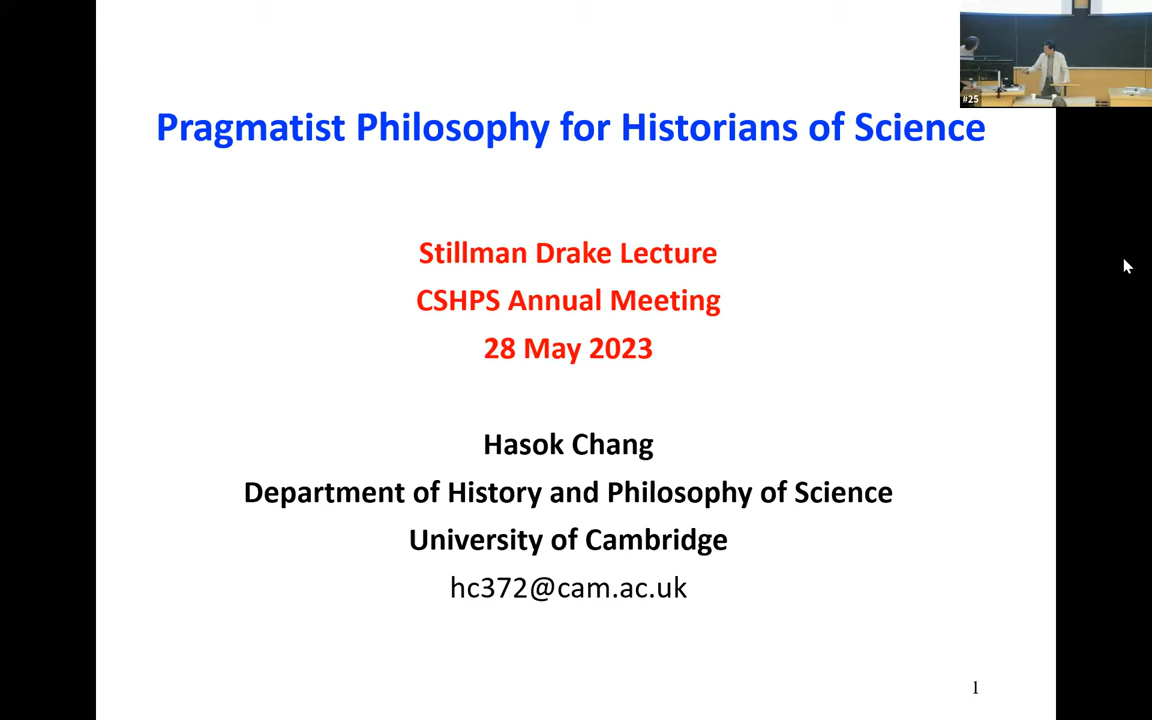 Pragmatist Philosophy for Historians of Science
Stillman Drake Lecture
CSHPS Annual Meeting
28 May 2023
Hasok Chang
Department of History and Philosophy of Science
University of Cambridge
hc372@cam.ac.uk
1
#25